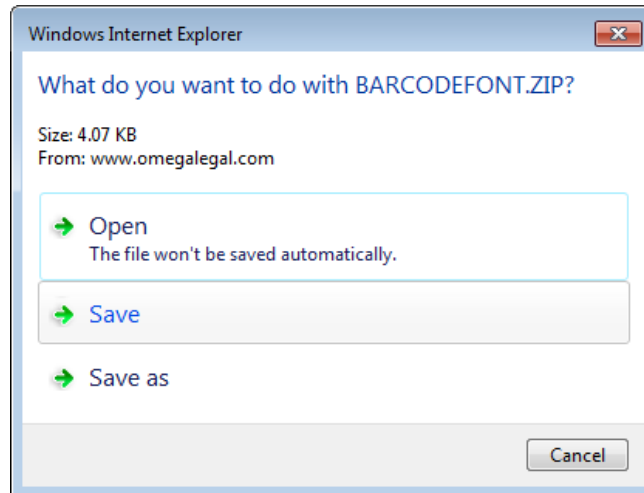 Windows Internet Explorer
What do you want to do with BARCODEFONT.ZIP?
Size: 4.07 KB
From: www.omegalegal.com
Open
The file won't be saved automatically.
Save
Save as
Cancel